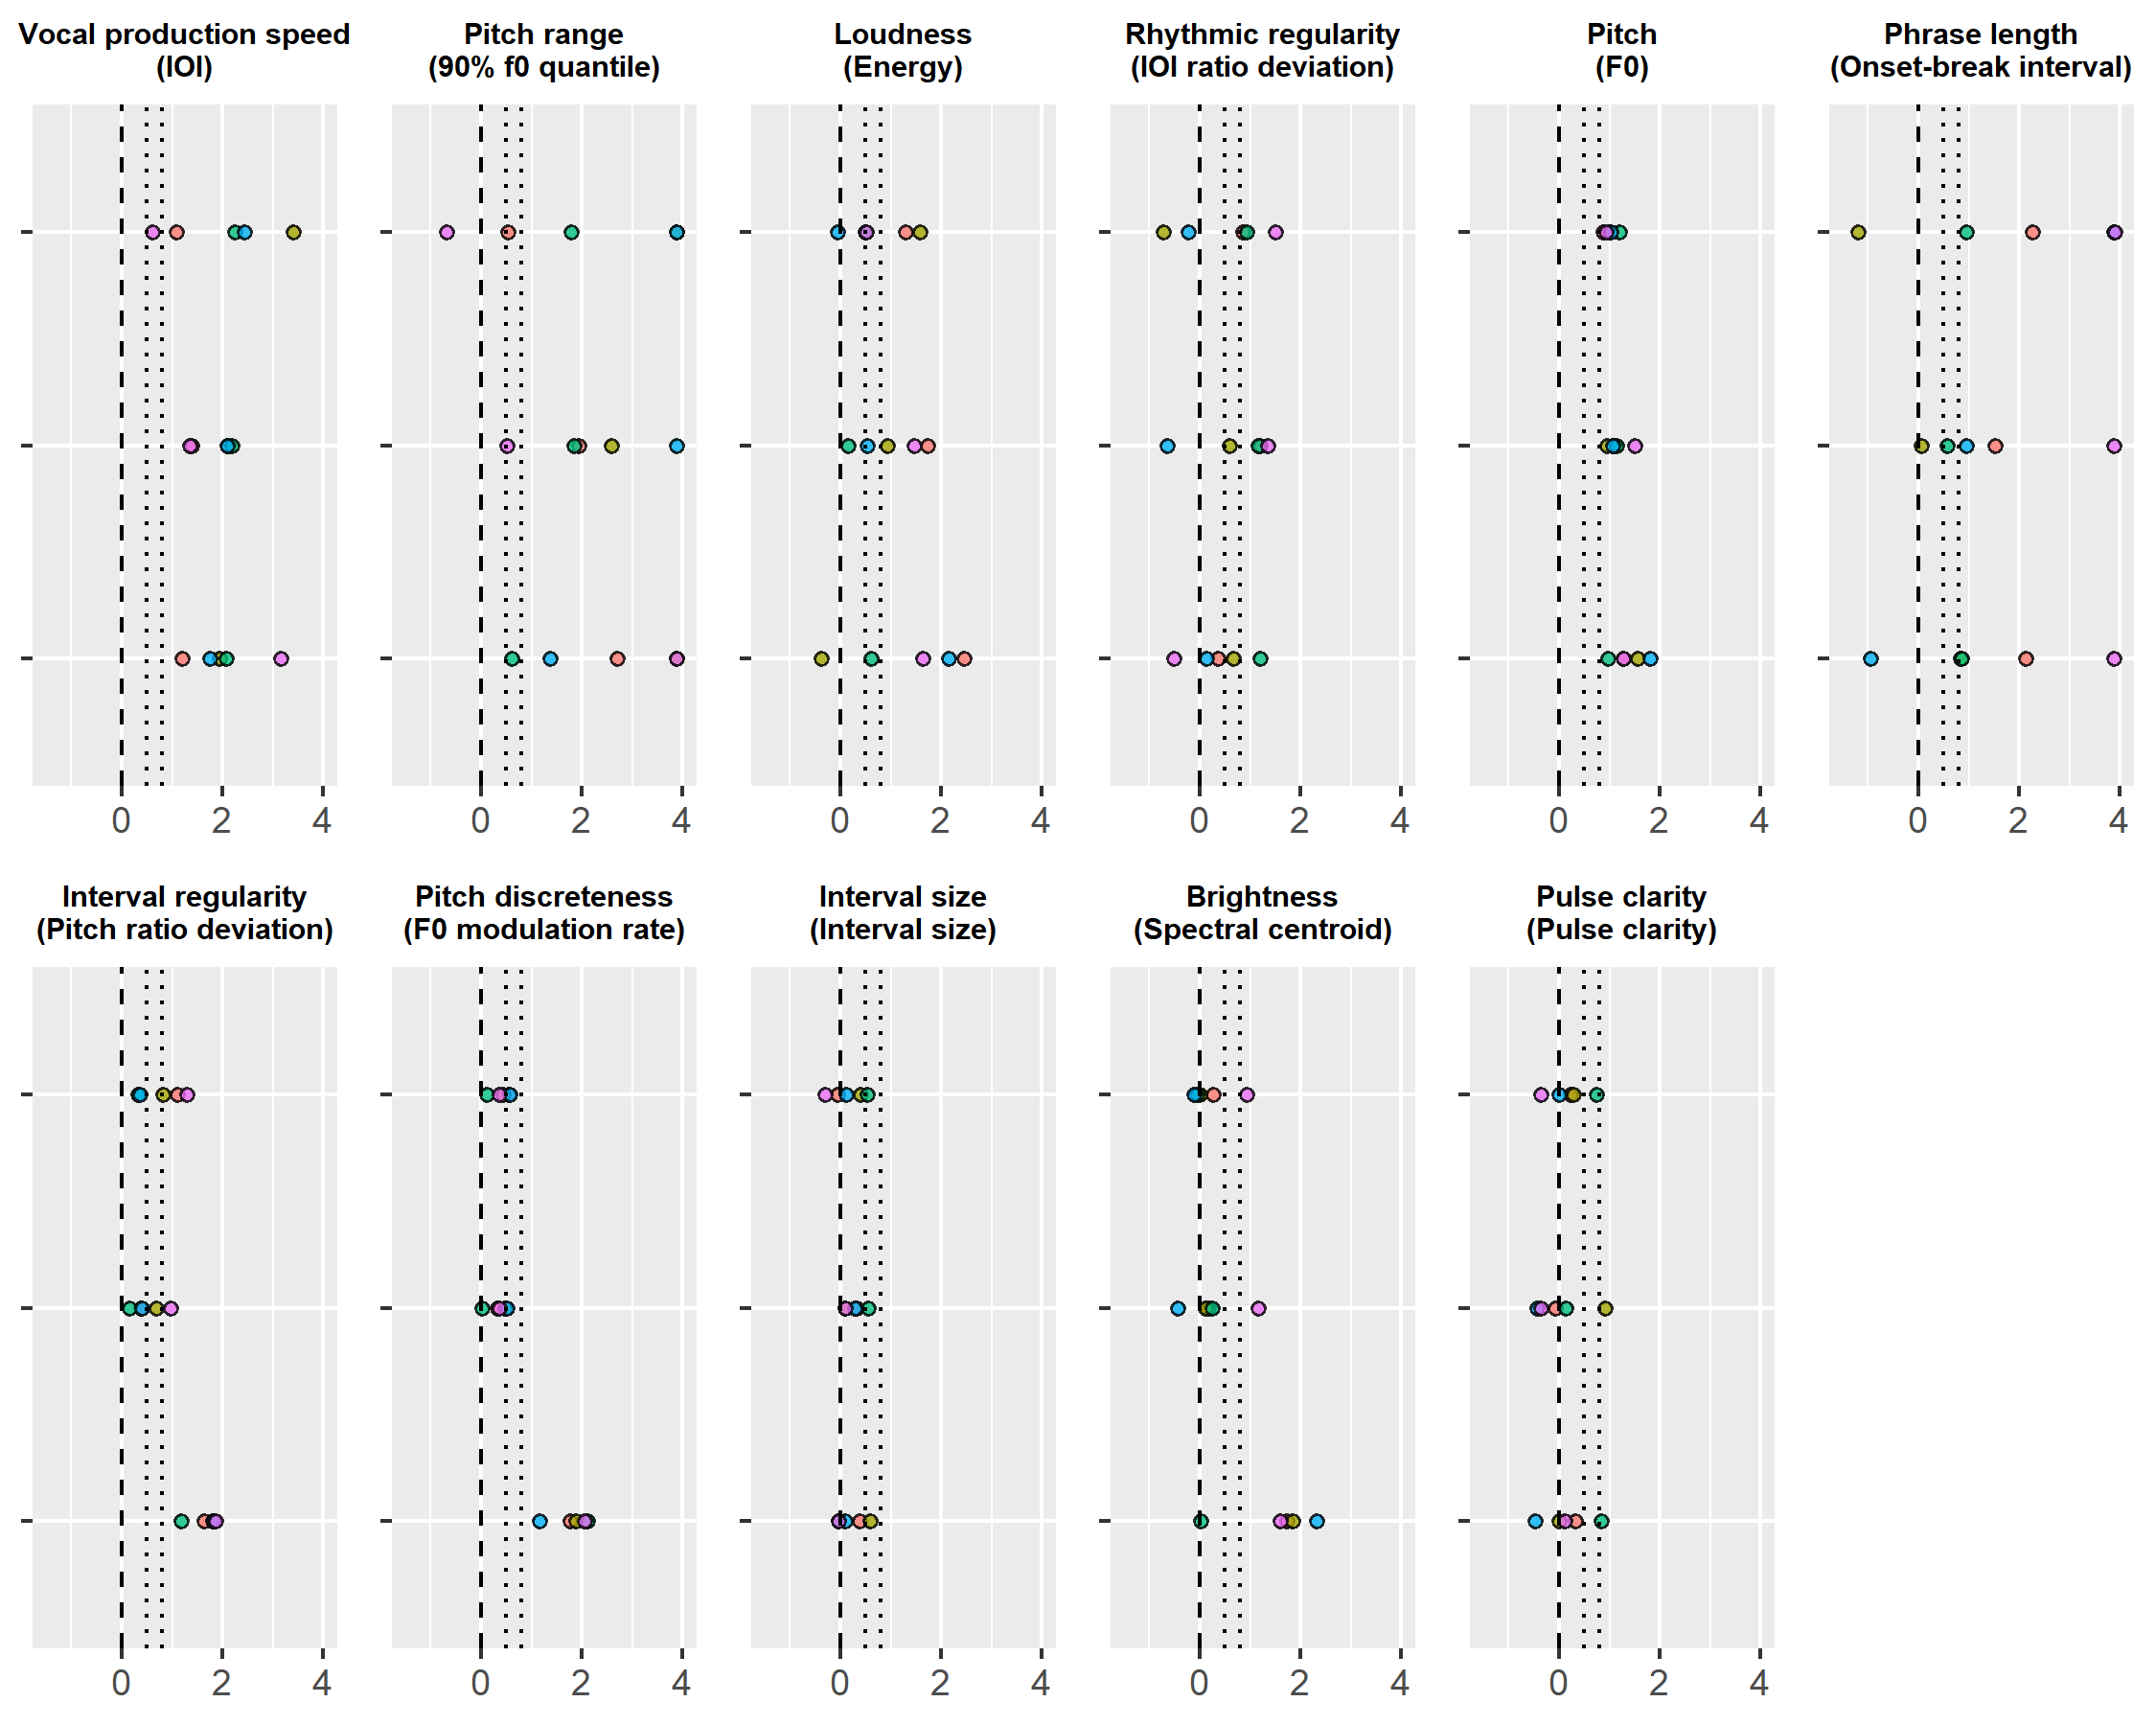 Vocal production speed
(IOI)
Pitch range
(90% f0 quantile)
Loudness
(Energy)
Rhythmic regularity
(IOI ratio deviation)
Pitch
(F0)
Phrase length
(Onset-break interval)
0 2 4
0 2 4
0 2 4
0 2 4
0 2 4
0 2 4
Interval regularity
(Pitch ratio deviation)
Pitch discreteness
(F0 modulation rate)
Interval size
(Interval size)
Brightness
(Spectral centroid)
Pulse clarity
(Pulse clarity)
0 2 4
0 2 4
0 2 4
0 2 4
0 2 4